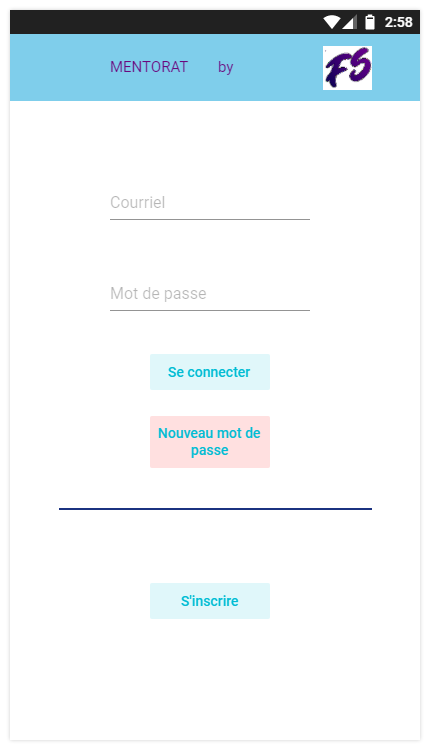 2:58
MENTORAT by FS
Courriel
Mot de passe
Se connecter
Nouveau mot de
passe
S'inscrire